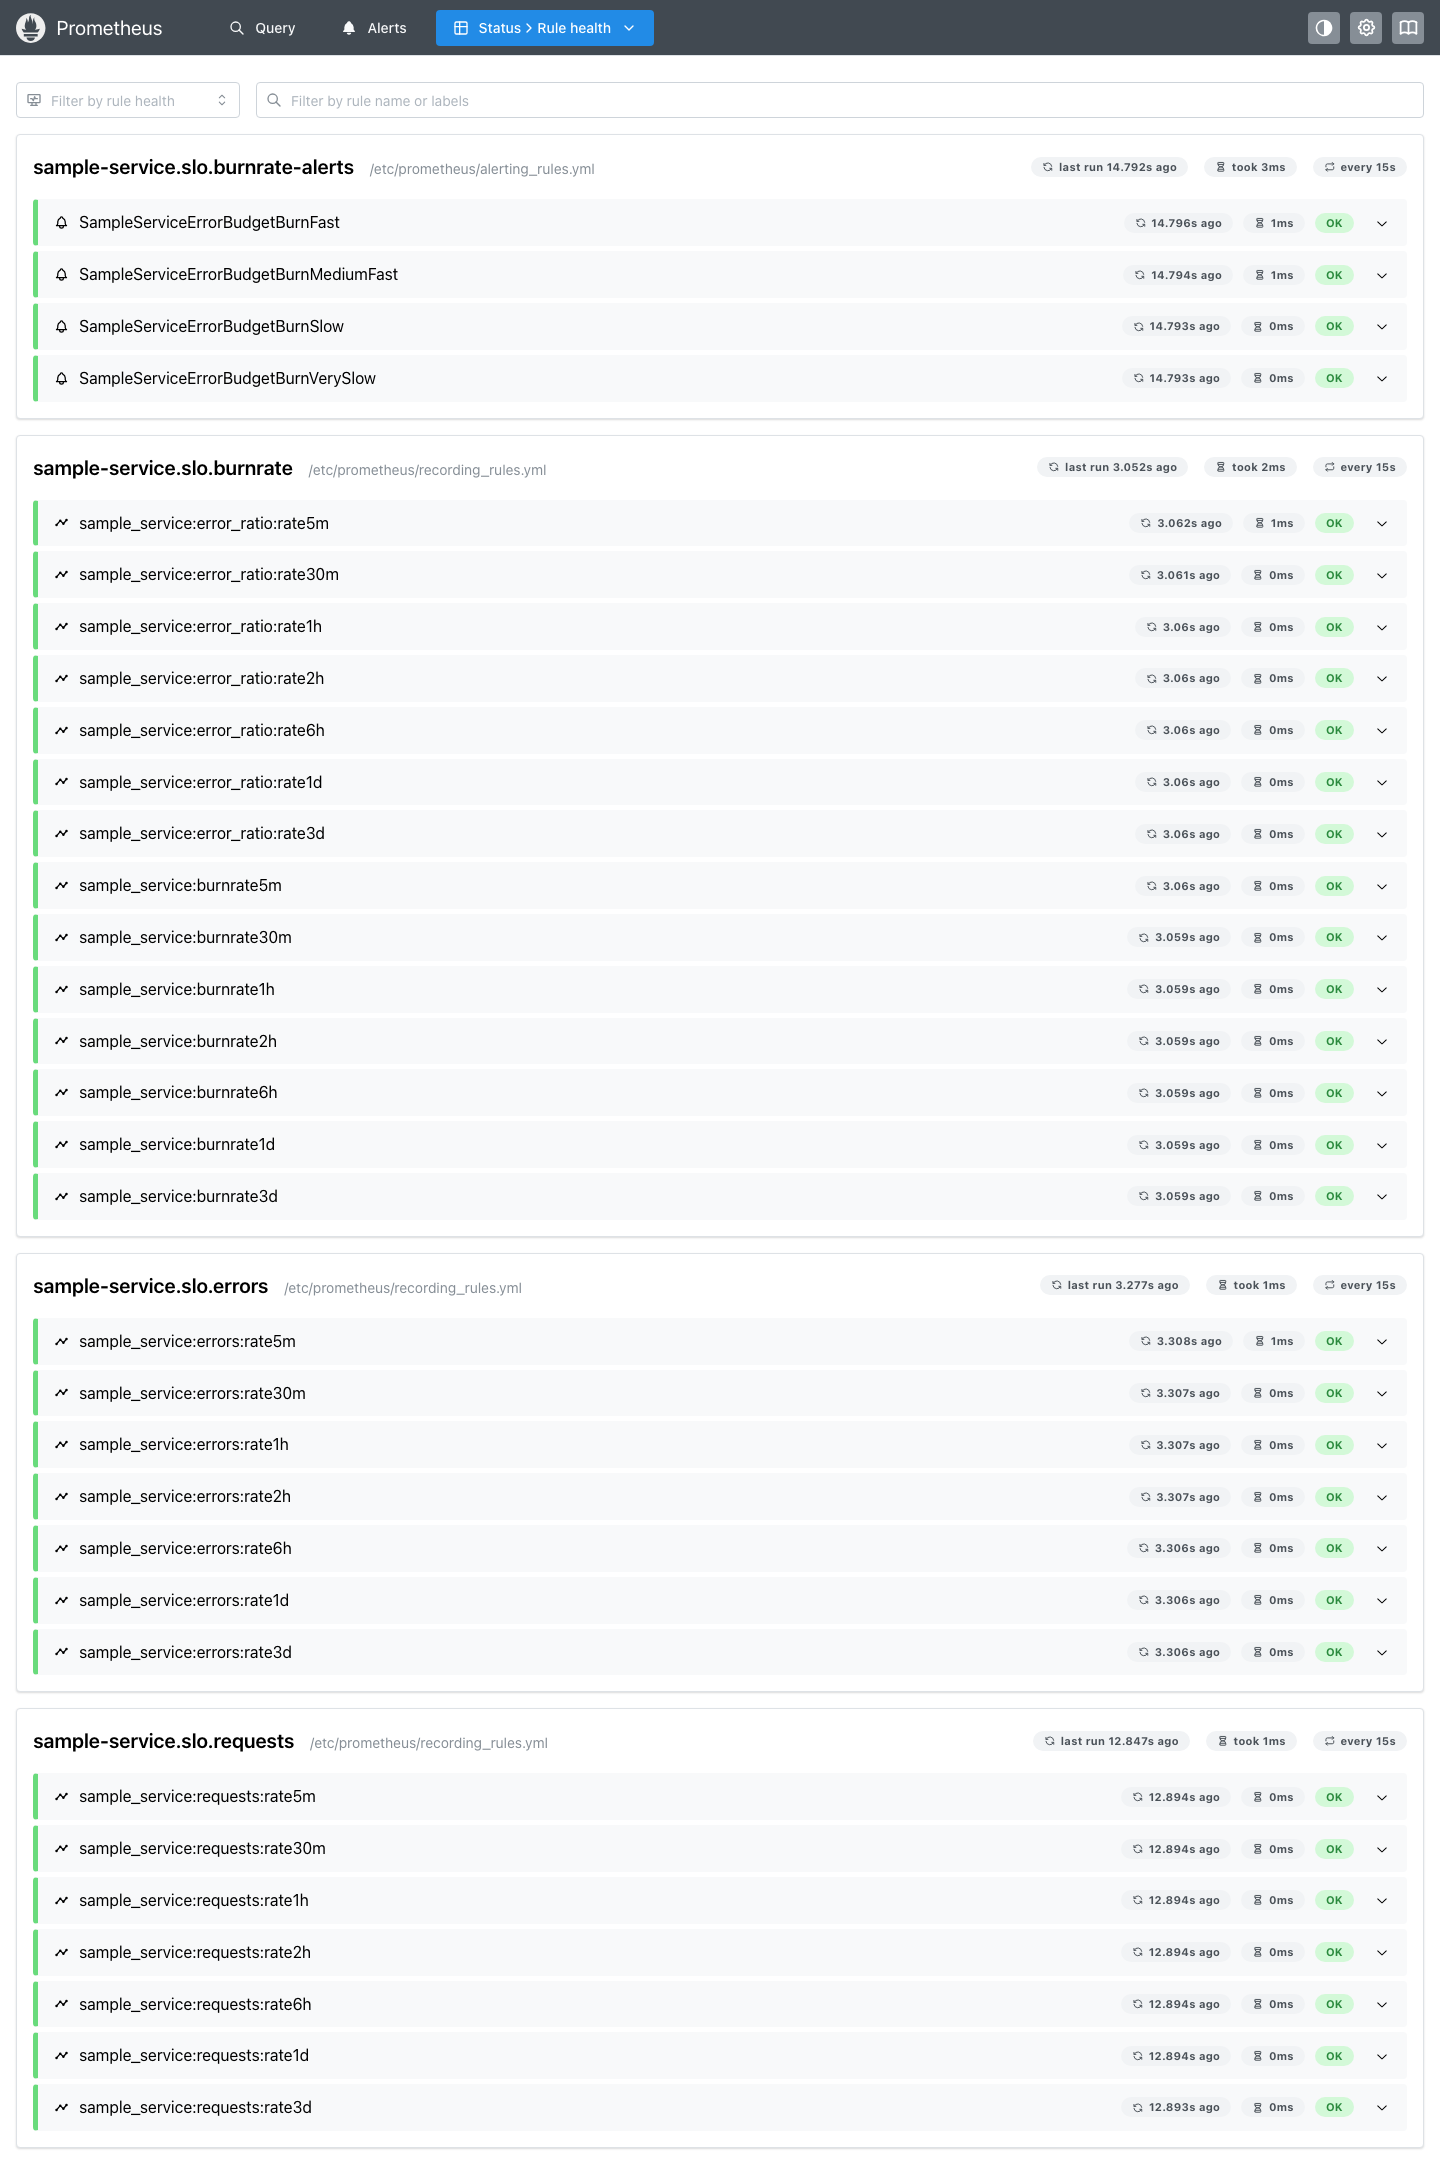 Prometheus Query Alerts Status > Rule health
Filter by rule health Filter by rule name or labels
sample-service.slo.burnrate-alerts /etc/prometheus/alerting_rules.yml last run 14.792s ago took 3ms every 15s
SampleServiceErrorBudgetBurnFast 14.796s ago 1ms OK
SampleServiceErrorBudgetBurnMediumFast 14.794s ago 1ms OK
SampleServiceErrorBudgetBurnSlow 14.793s ago 0ms OK
SampleServiceErrorBudgetBurnVerySlow 14.793s ago 0ms OK
sample-service.slo.burnrate /etc/prometheus/recording_rules.yml last run 3.052s ago took 2ms every 15s
sample_service:error_ratio:rate5m 3.062s ago 1ms OK
sample_service:error_ratio:rate30m 3.061s ago 0ms OK
sample_service:error_ratio:rate1h 3.06s ago 0ms OK
sample_service:error_ratio:rate2h 3.06s ago 0ms OK
sample_service:error_ratio:rate6h 3.06s ago 0ms OK
sample_service:error_ratio:rate1d 3.06s ago 0ms OK
sample_service:error_ratio:rate3d 3.06s ago 0ms OK
sample_service:burnrate5m 3.06s ago 0ms OK
sample_service:burnrate30m 3.059s ago 0ms OK
sample_service:burnrate1h 3.059s ago 0ms OK
sample_service:burnrate2h 3.059s ago 0ms OK
sample_service:burnrate6h 3.059s ago 0ms OK
sample_service:burnrate1d 3.059s ago 0ms OK
sample_service:burnrate3d 3.059s ago 0ms OK
sample-service.slo.errors /etc/prometheus/recording_rules.yml last run 3.277s ago took 1ms every 15s
sample_service:errors:rate5m 3.308s ago 1ms OK
sample_service:errors:rate30m 3.307s ago 0ms OK
sample_service:errors:rate1h 3.307s ago 0ms OK
sample_service:errors:rate2h 3.307s ago 0ms OK
sample_service:errors:rate6h 3.306s ago 0ms OK
sample_service:errors:rate1d 3.306s ago 0ms OK
sample_service:errors:rate3d 3.306s ago 0ms OK
sample-service.slo.requests /etc/prometheus/recording_rules.yml last run 12.847s ago took 1ms every 15s
sample_service:requests:rate5m 12.894s ago 0ms OK
sample_service:requests:rate30m 12.894s ago 0ms OK
sample_service:requests:rate1h 12.894s ago 0ms OK
sample_service:requests:rate2h 12.894s ago 0ms OK
sample_service:requests:rate6h 12.894s ago 0ms OK
sample_service:requests:rate1d 12.894s ago 0ms OK
sample_service:requests:rate3d 12.893s ago 0ms OK